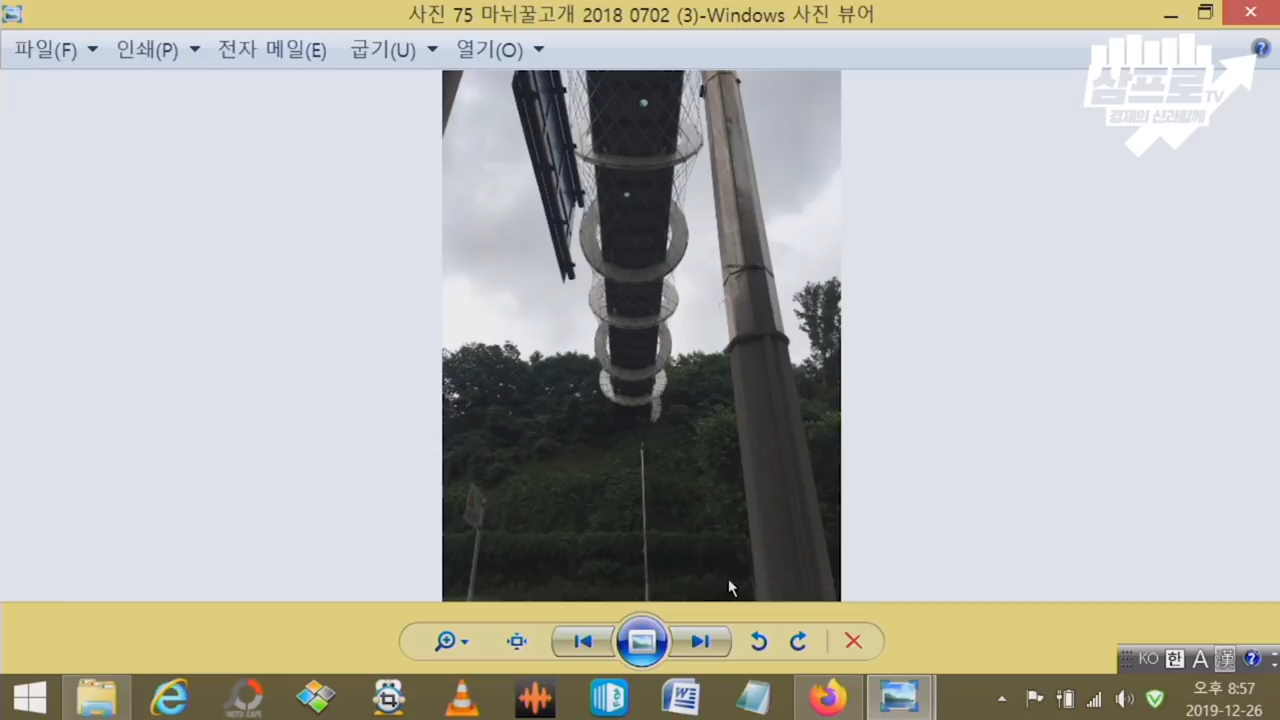 사진 75 마뉘꿀고개 2018 0702 (3)-Windows 사진 뷰어
파일(F) 인쇄(P) 전자 메일(E) 굽기(U) 열기(O)
삼프로TV
경제의 신과함께
KO 한 A 漢
오후 8:57
2019-12-26